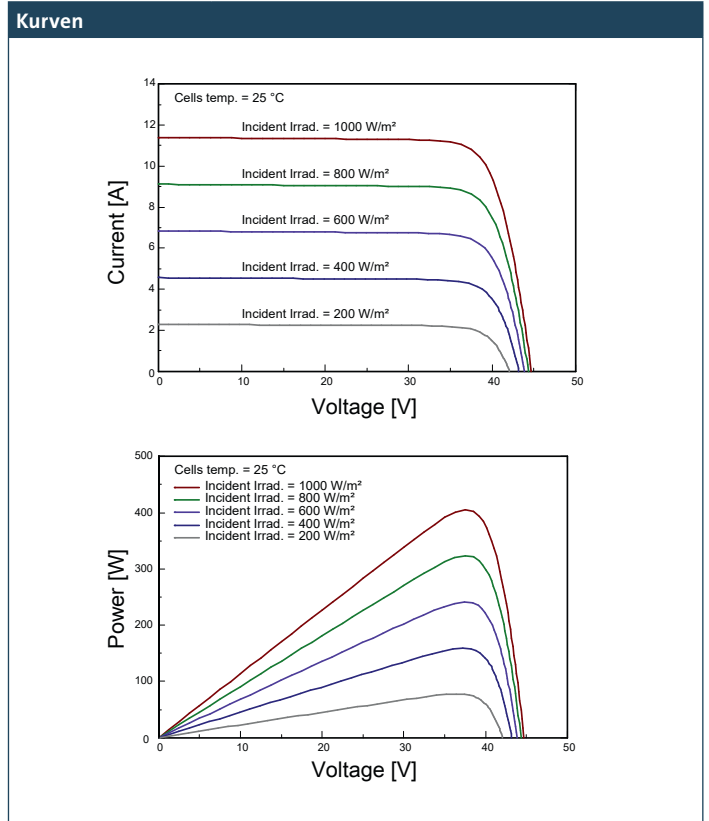 Kurven
14
12
10
8
6
4
2
0
Current [A]
Cells temp. = 25 °C
Incident Irrad. = 1000 W/m²
Incident Irrad. = 800 W/m²
Incident Irrad. = 600 W/m²
Incident Irrad. = 400 W/m²
Incident Irrad. = 200 W/m²
0 10 20 30 40 50
Voltage [V]
500
400
300
200
100
0
Power [W]
Cells temp. = 25 °C
Incident Irrad. = 1000 W/m²
Incident Irrad. = 800 W/m²
Incident Irrad. = 600 W/m²
Incident Irrad. = 400 W/m²
Incident Irrad. = 200 W/m²
0 10 20 30 40 50
Voltage [V]